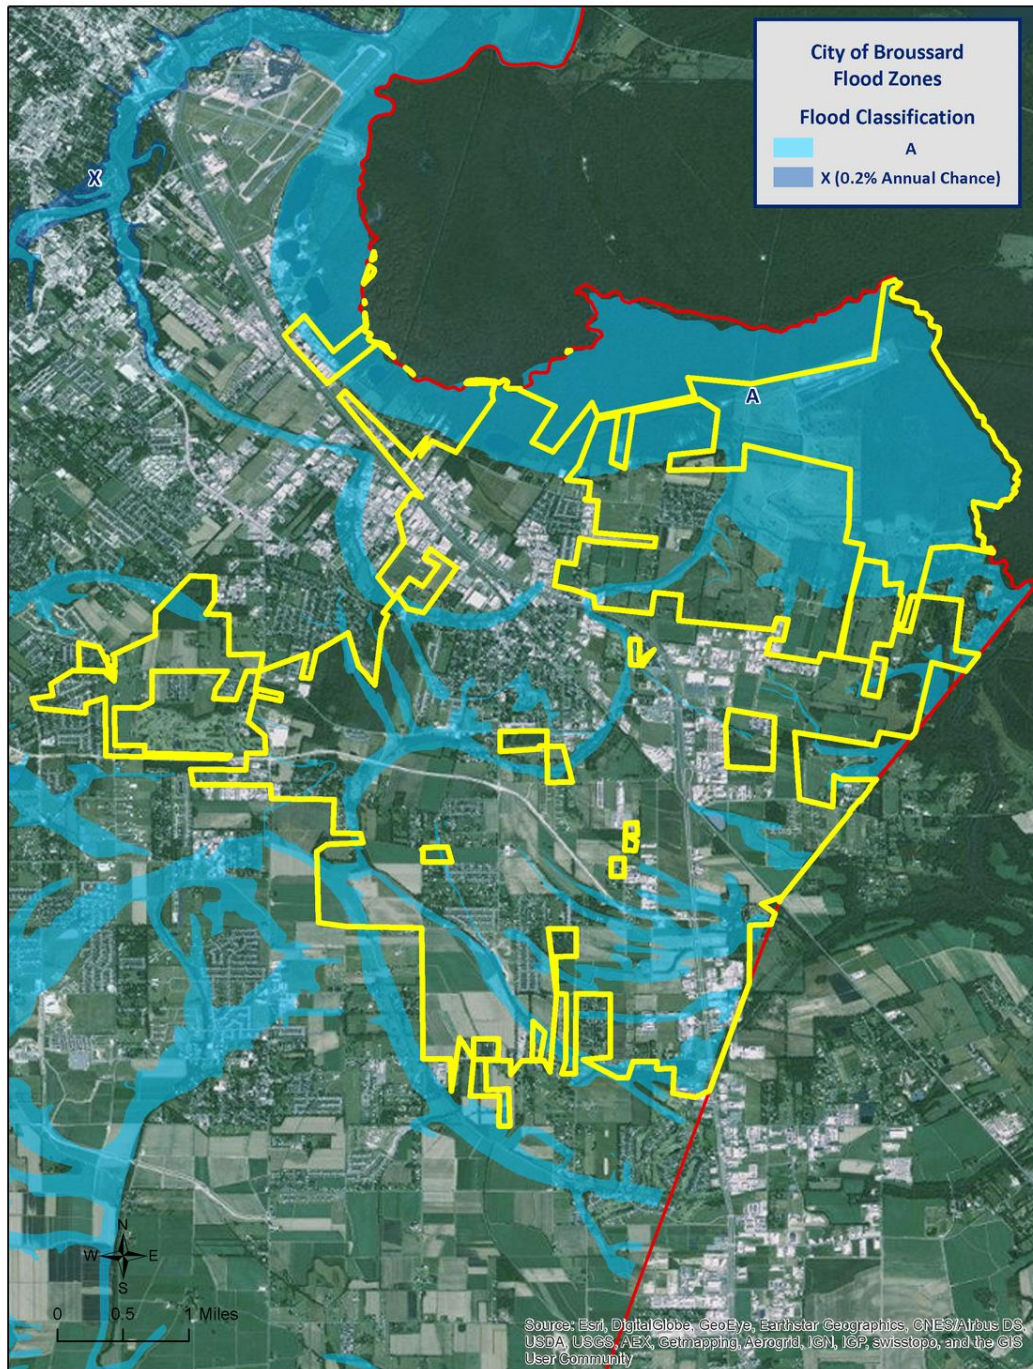 City of Broussard
Flood Zones
Flood Classification
A
X (0.2% Annual Chance)
X
A
N
W E
S
0 0.5 1 Miles
Source: Esri, DigitalGlobe, GeoEye, Earthstar Geographics, CNES/Airbus DS,
USDA, USGS, AEX, Getmapping, Aerogrid, IGN, IGP, swisstopo, and the GIS
User Community